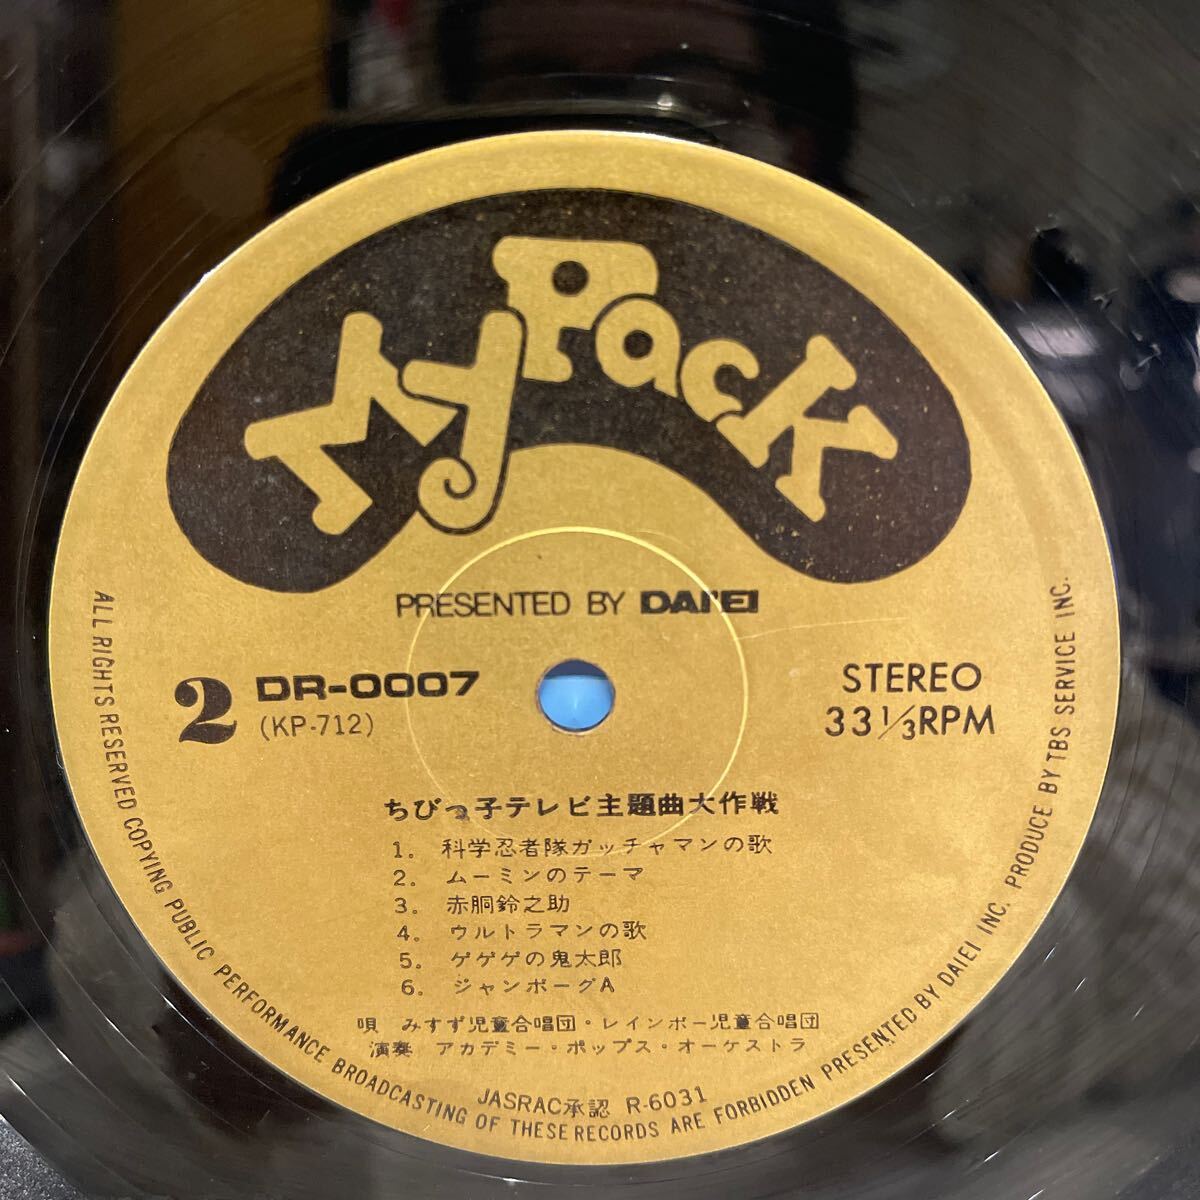 My Pack
PRESENTED BY DAIEI
2 DR-0007
(KP-712)
STEREO
33 1/3 RPM
ちびっ子テレビ主題曲大作戦
1. 科学忍者隊ガッチャマンの歌
2. ムーミンのテーマ
3. 赤胴鈴之助
4. ウルトラマンの歌
5. ゲゲゲの鬼太郎
6. ジャンボーグA
唄 みすず児童合唱団・レインボー児童合唱団
演奏 アカデミー・ポップス・オーケストラ
JASRAC承認 R-6031
ALL RIGHTS RESERVED COPYING PUBLIC PERFORMANCE BROADCASTING OF THESE RECORDS ARE FORBIDDEN PRESENTED BY DAIEI INC. PRODUCE BY TBS SERVICE INC.